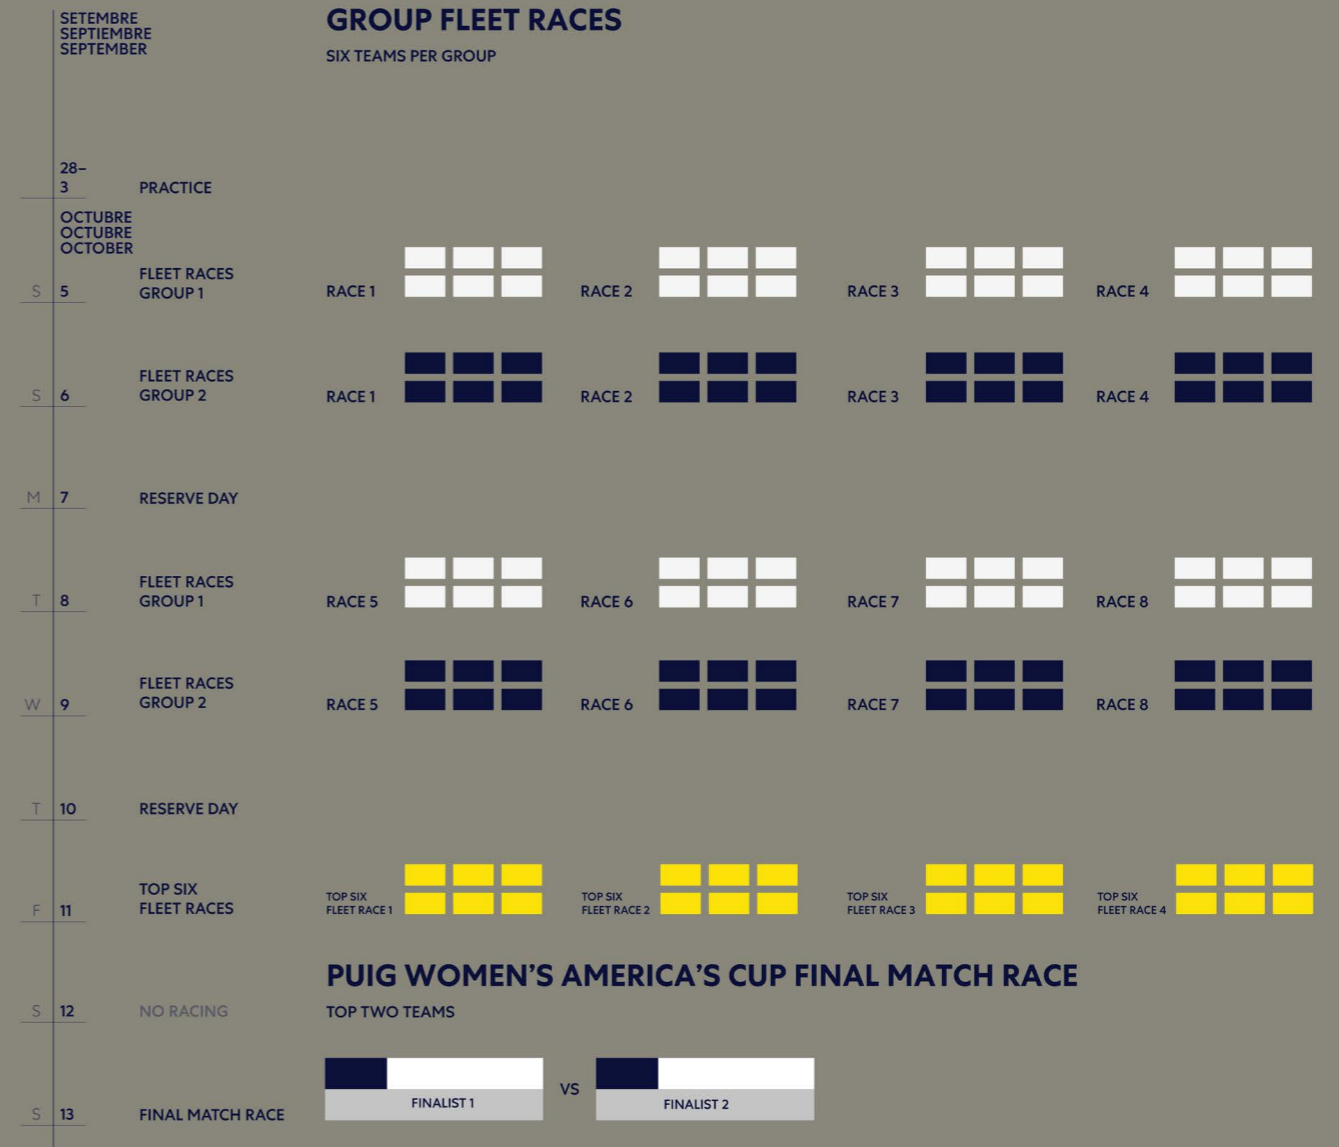 SETEMBRE
SEPTIEMBRE
SEPTEMBER
GROUP FLEET RACES
SIX TEAMS PER GROUP
28–
3 PRACTICE
OCTUBRE
OCTUBRE
OCTOBER
FLEET RACES
GROUP 1
S 5 RACE 1 RACE 2 RACE 3 RACE 4
FLEET RACES
GROUP 2
S 6 RACE 1 RACE 2 RACE 3 RACE 4
M 7 RESERVE DAY
FLEET RACES
GROUP 1
T 8 RACE 5 RACE 6 RACE 7 RACE 8
FLEET RACES
GROUP 2
W 9 RACE 5 RACE 6 RACE 7 RACE 8
T 10 RESERVE DAY
TOP SIX
FLEET RACES
F 11
TOP SIX
FLEET RACE 1
TOP SIX
FLEET RACE 2
TOP SIX
FLEET RACE 3
TOP SIX
FLEET RACE 4
PUIG WOMEN'S AMERICA'S CUP FINAL MATCH RACE
S 12 NO RACING TOP TWO TEAMS
FINALIST 1 VS FINALIST 2
S 13 FINAL MATCH RACE